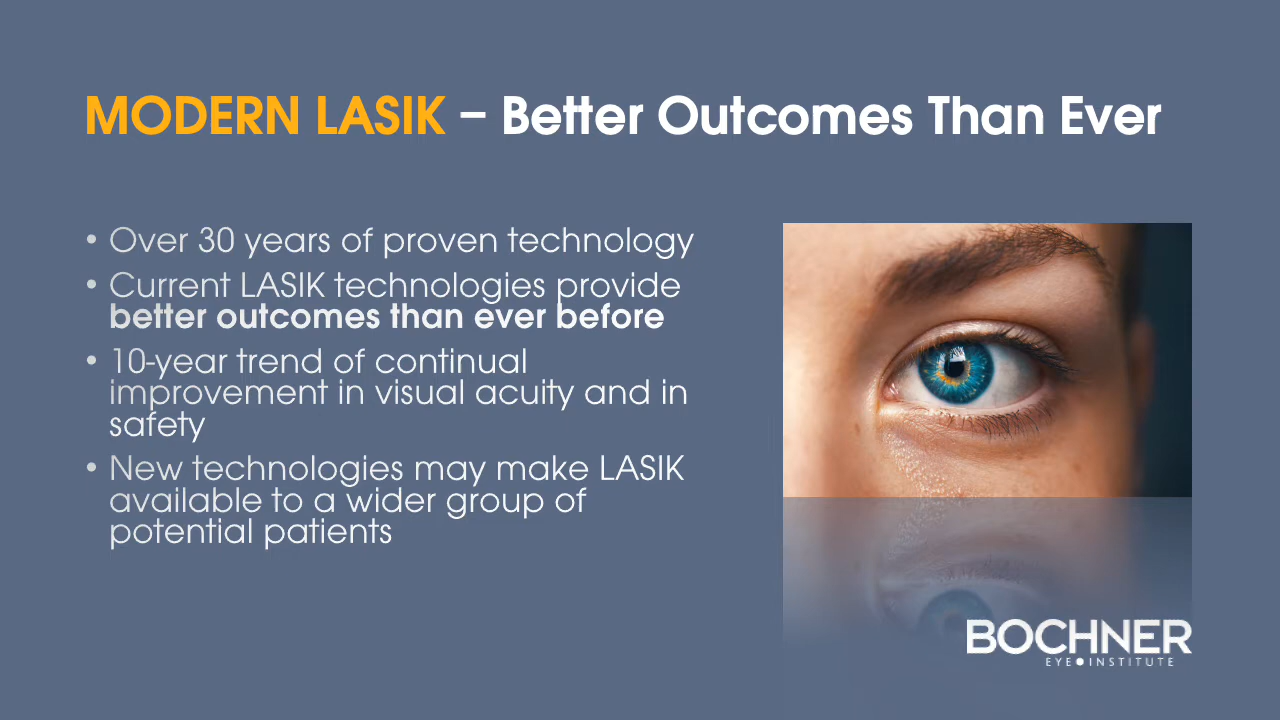 MODERN LASIK – Better Outcomes Than Ever
• Over 30 years of proven technology
• Current LASIK technologies provide
better outcomes than ever before
• 10-year trend of continual
improvement in visual acuity and in
safety
• New technologies may make LASIK
available to a wider group of
potential patients
BOCHNER
EYE•INSTITUTE